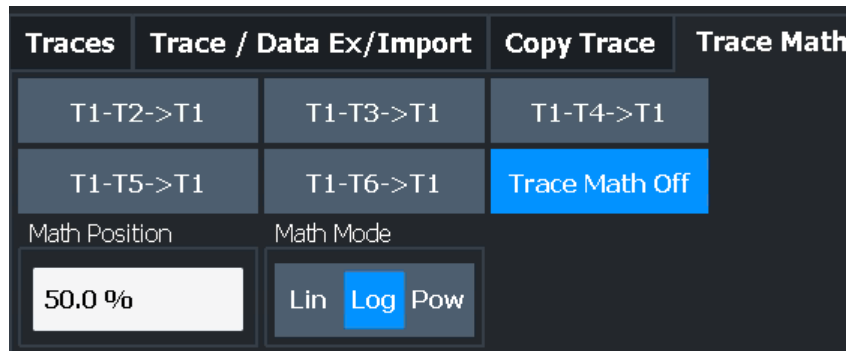 Traces Trace / Data Ex/Import Copy Trace Trace Math
T1-T2->T1 T1-T3->T1 T1-T4->T1
T1-T5->T1 T1-T6->T1 Trace Math Off
Math Position Math Mode
50.0 % Lin Log Pow